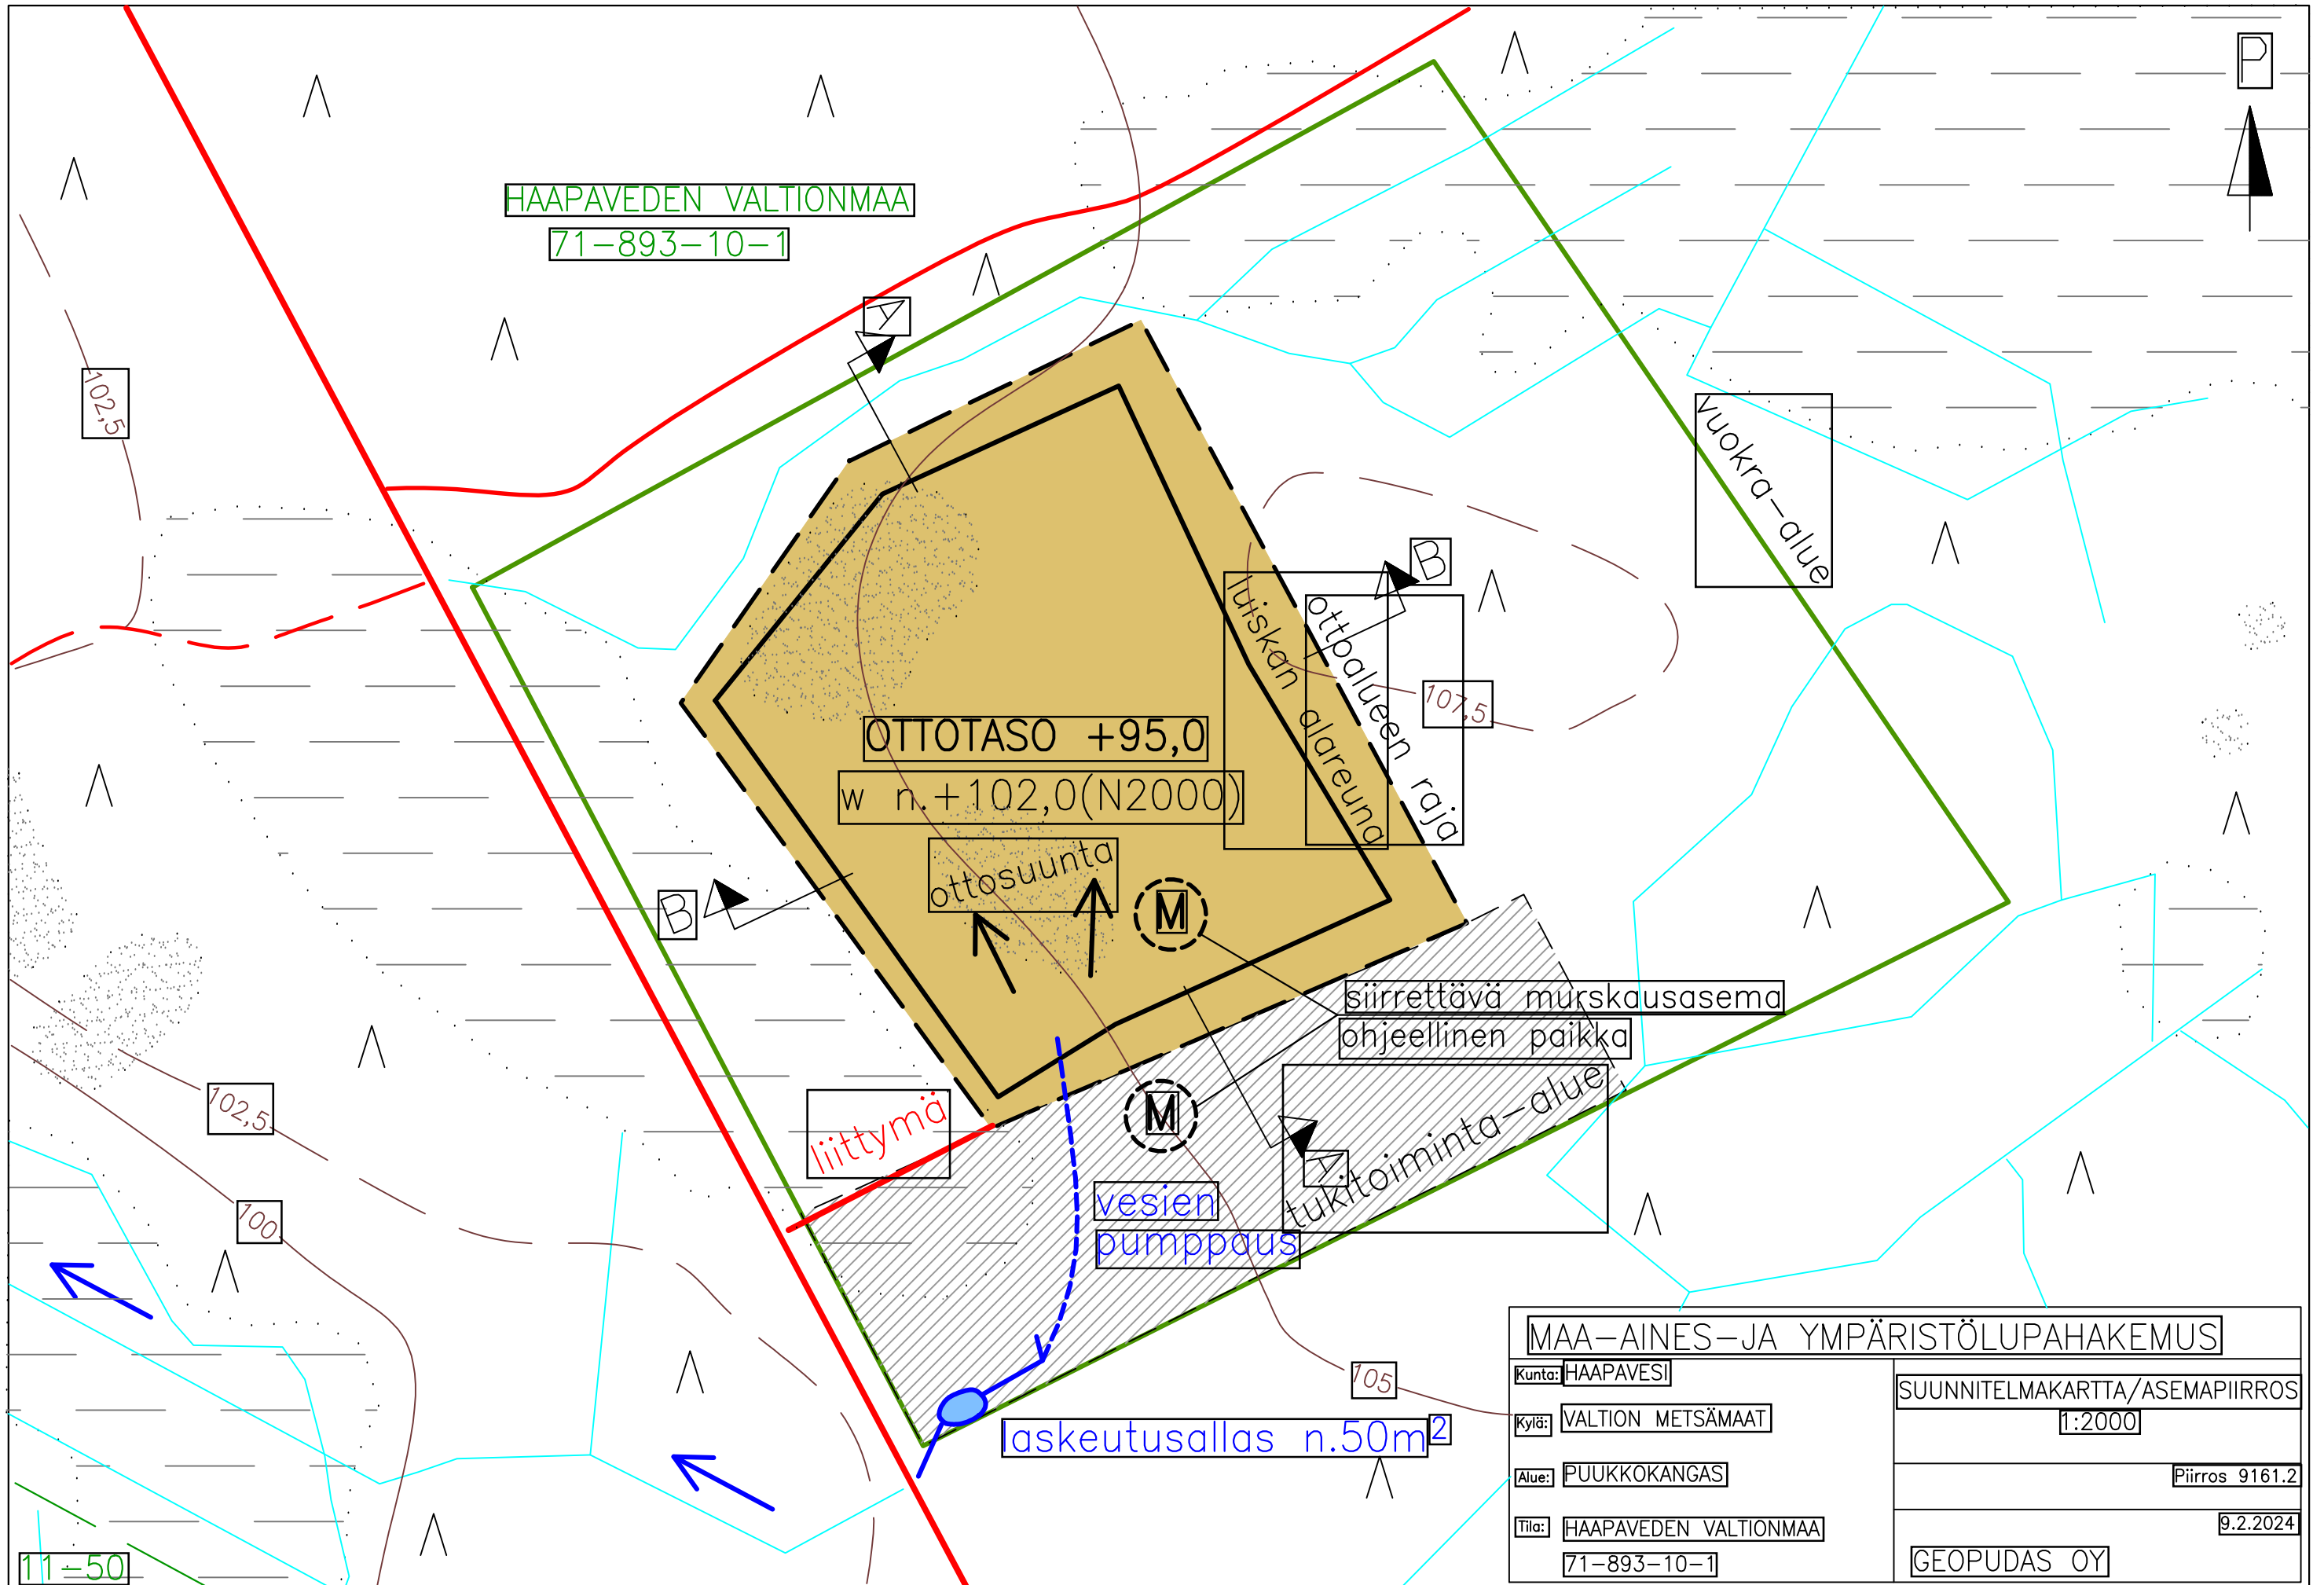 P
HAAPAVEDEN VALTIONMAA
71-893-10-1
A
102,5
vuokra-alue
B
luiskan alareuna
ottoalueen raja
107,5
OTTOTASO +95,0
w n.+102,0(N2000)
ottosuunta
B
M
siirrettävä murskausasema
ohjeellinen paikka
102,5
liittymä
M
tukitoiminta-alue
A
100
vesien
pumppaus
105
laskeutusallas n.50m2
11-50
MAA-AINES-JA YMPÄRISTÖLUPAHAKEMUS
Kunta: HAAPAVESI
Kylä: VALTION METSÄMAAT
Alue: PUUKKOKANGAS
Tila: HAAPAVEDEN VALTIONMAA
71-893-10-1
SUUNNITELMAKARTTA/ASEMAPIIRROS
1:2000
Piirros 9161.2
9.2.2024
GEOPUDAS OY